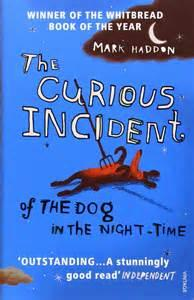 WINNER OF THE WHITBREAD
BOOK OF THE YEAR
MARK HADDON
THE
CURIOUS
INCIDENT
of THE DOG
IN THE NIGHT-TIME
'OUTSTANDING...A stunningly
good read' INDEPENDENT
VINTAGE